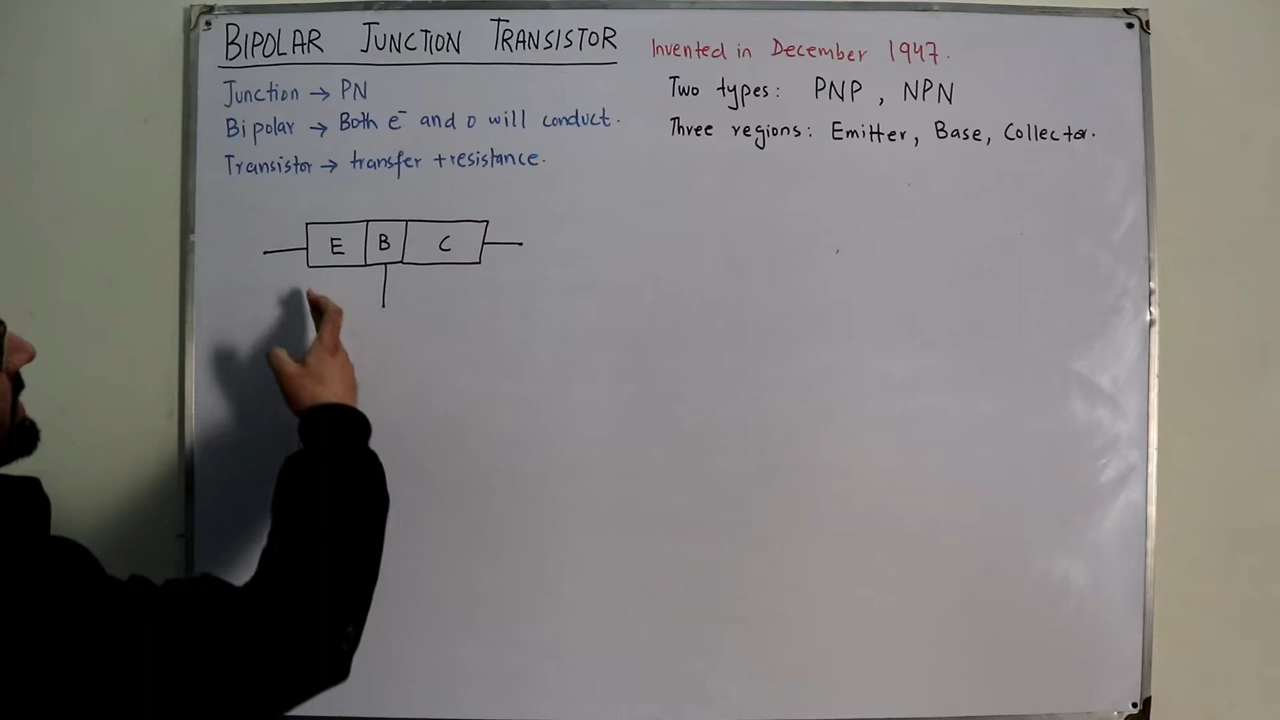 BIPOLAR JUNCTION TRANSISTOR
Invented in December 1947.
Junction → PN
Bipolar → Both e⁻ and o will conduct.
Transistor → transfer + resistance.
Two types: PNP , NPN
Three regions: Emitter, Base, Collector.
E B C